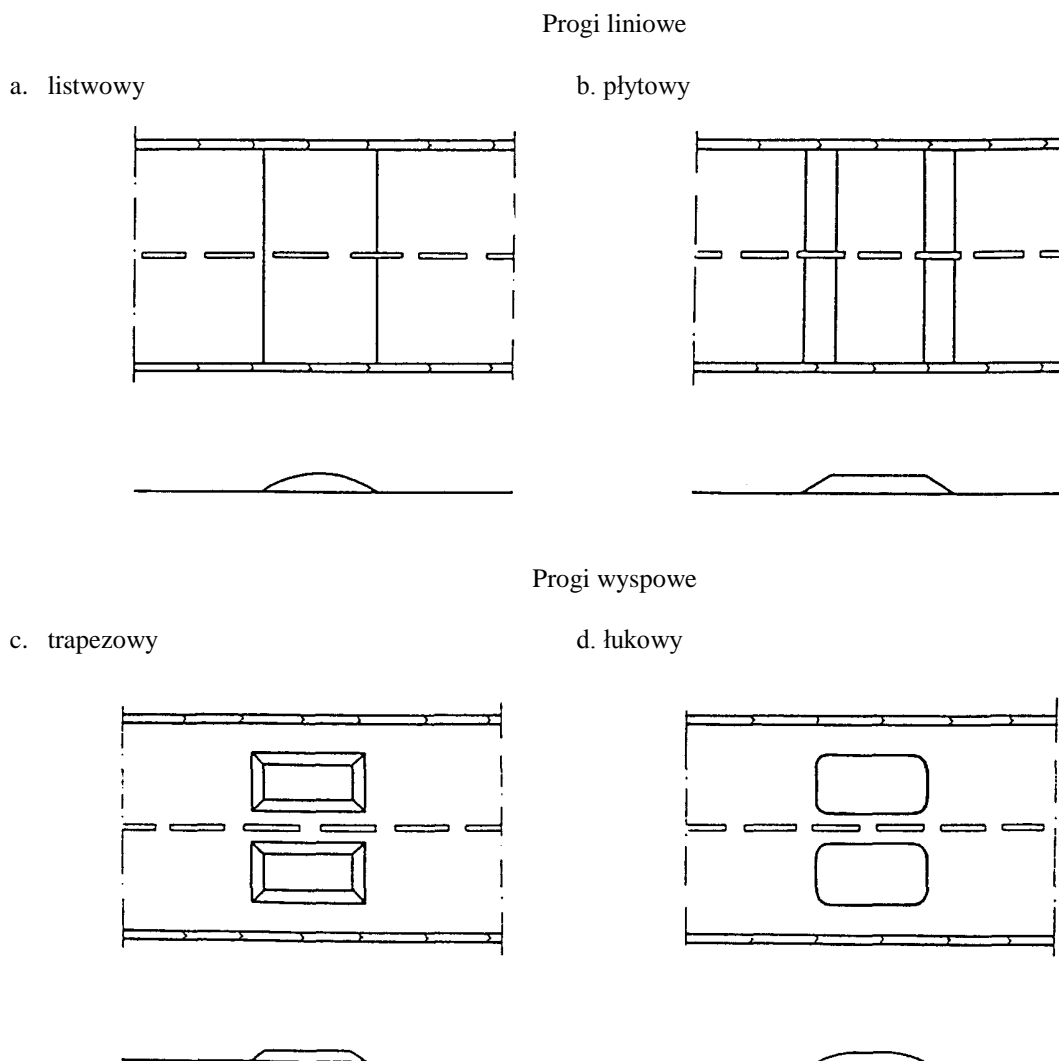 Progi liniowe
a. listwowy
b. płytowy
Progi wyspowe
c. trapezowy
d. łukowy